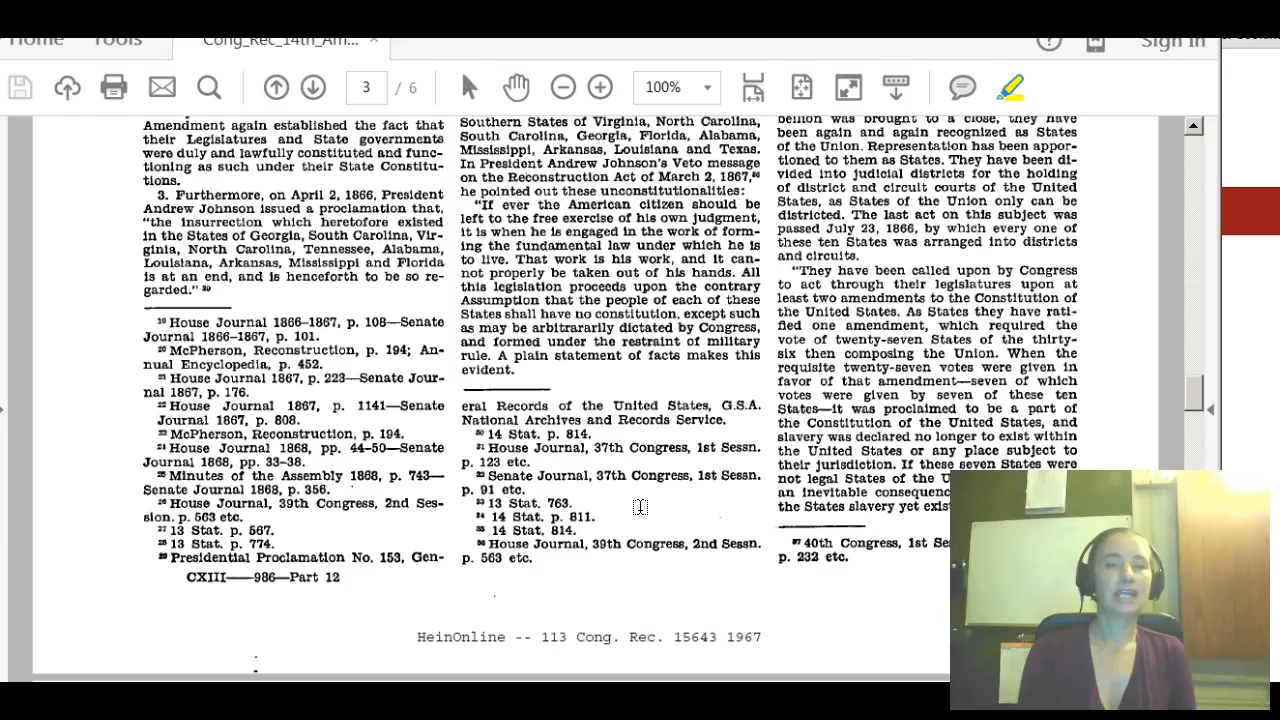 Home Tools Cong_Rec_14th_Am... × Sign In
3 / 6 100%
Amendment again established the fact that
their Legislatures and State governments
were duly and lawfully constituted and func-
tioning as such under their State Constitu-
tions.
3. Furthermore, on April 2, 1866, President
Andrew Johnson issued a proclamation that,
“the insurrection which heretofore existed
in the States of Georgia, South Carolina, Vir-
ginia, North Carolina, Tennessee, Alabama,
Louisiana, Arkansas, Mississippi and Florida
is at an end, and is henceforth to be so re-
garded.” 29
19 House Journal 1866–1867, p. 108—Senate
Journal 1866–1867, p. 101.
20 McPherson, Reconstruction, p. 194; An-
nual Encyclopedia, p. 452.
21 House Journal 1867, p. 223—Senate Jour-
nal 1867, p. 176.
22 House Journal 1867, p. 1141—Senate
Journal 1867, p. 808.
23 McPherson, Reconstruction, p. 194.
24 House Journal 1868, pp. 44–50—Senate
Journal 1868, pp. 33–38.
25 Minutes of the Assembly 1868, p. 743—
Senate Journal 1868, p. 356.
26 House Journal, 39th Congress, 2nd Ses-
sion. p. 563 etc.
27 13 Stat. p. 567.
28 13 Stat. p. 774.
29 Presidential Proclamation No. 153, Gen-
CXIII——986—Part 12
Southern States of Virginia, North Carolina,
South Carolina, Georgia, Florida, Alabama,
Mississippi, Arkansas, Louisiana and Texas.
In President Andrew Johnson's Veto message
on the Reconstruction Act of March 2, 1867,36
he pointed out these unconstitutionalities:
“If ever the American citizen should be
left to the free exercise of his own judgment,
it is when he is engaged in the work of form-
ing the fundamental law under which he is
to live. That work is his work, and it can-
not properly be taken out of his hands. All
this legislation proceeds upon the contrary
Assumption that the people of each of these
States shall have no constitution, except such
as may be arbitrararily dictated by Congress,
and formed under the restraint of military
rule. A plain statement of facts makes this
evident.
eral Records of the United States, G.S.A.
National Archives and Records Service.
30 14 Stat. p. 814.
31 House Journal, 37th Congress, 1st Sessn.
p. 123 etc.
32 Senate Journal, 37th Congress, 1st Sessn.
p. 91 etc.
33 13 Stat. 763.
34 14 Stat. p. 811.
35 14 Stat. 814.
36 House Journal, 39th Congress, 2nd Sessn.
p. 563 etc.
bellion was brought to a close, they have
been again and again recognized as States
of the Union. Representation has been appor-
tioned to them as States. They have been di-
vided into judicial districts for the holding
of district and circuit courts of the United
States, as States of the Union only can be
districted. The last act on this subject was
passed July 23, 1866, by which every one of
these ten States was arranged into districts
and circuits.
“They have been called upon by Congress
to act through their legislatures upon at
least two amendments to the Constitution of
the United States. As States they have rati-
fied one amendment, which required the
vote of twenty-seven States of the thirty-
six then composing the Union. When the
requisite twenty-seven votes were given in
favor of that amendment—seven of which
votes were given by seven of these ten
States—it was proclaimed to be a part of
the Constitution of the United States, and
slavery was declared no longer to exist within
the United States or any place subject to
their jurisdiction. If these seven States were
not legal States of the U
an inevitable consequenc
the States slavery yet exis
37 40th Congress, 1st Se
p. 232 etc.
HeinOnline -- 113 Cong. Rec. 15643 1967